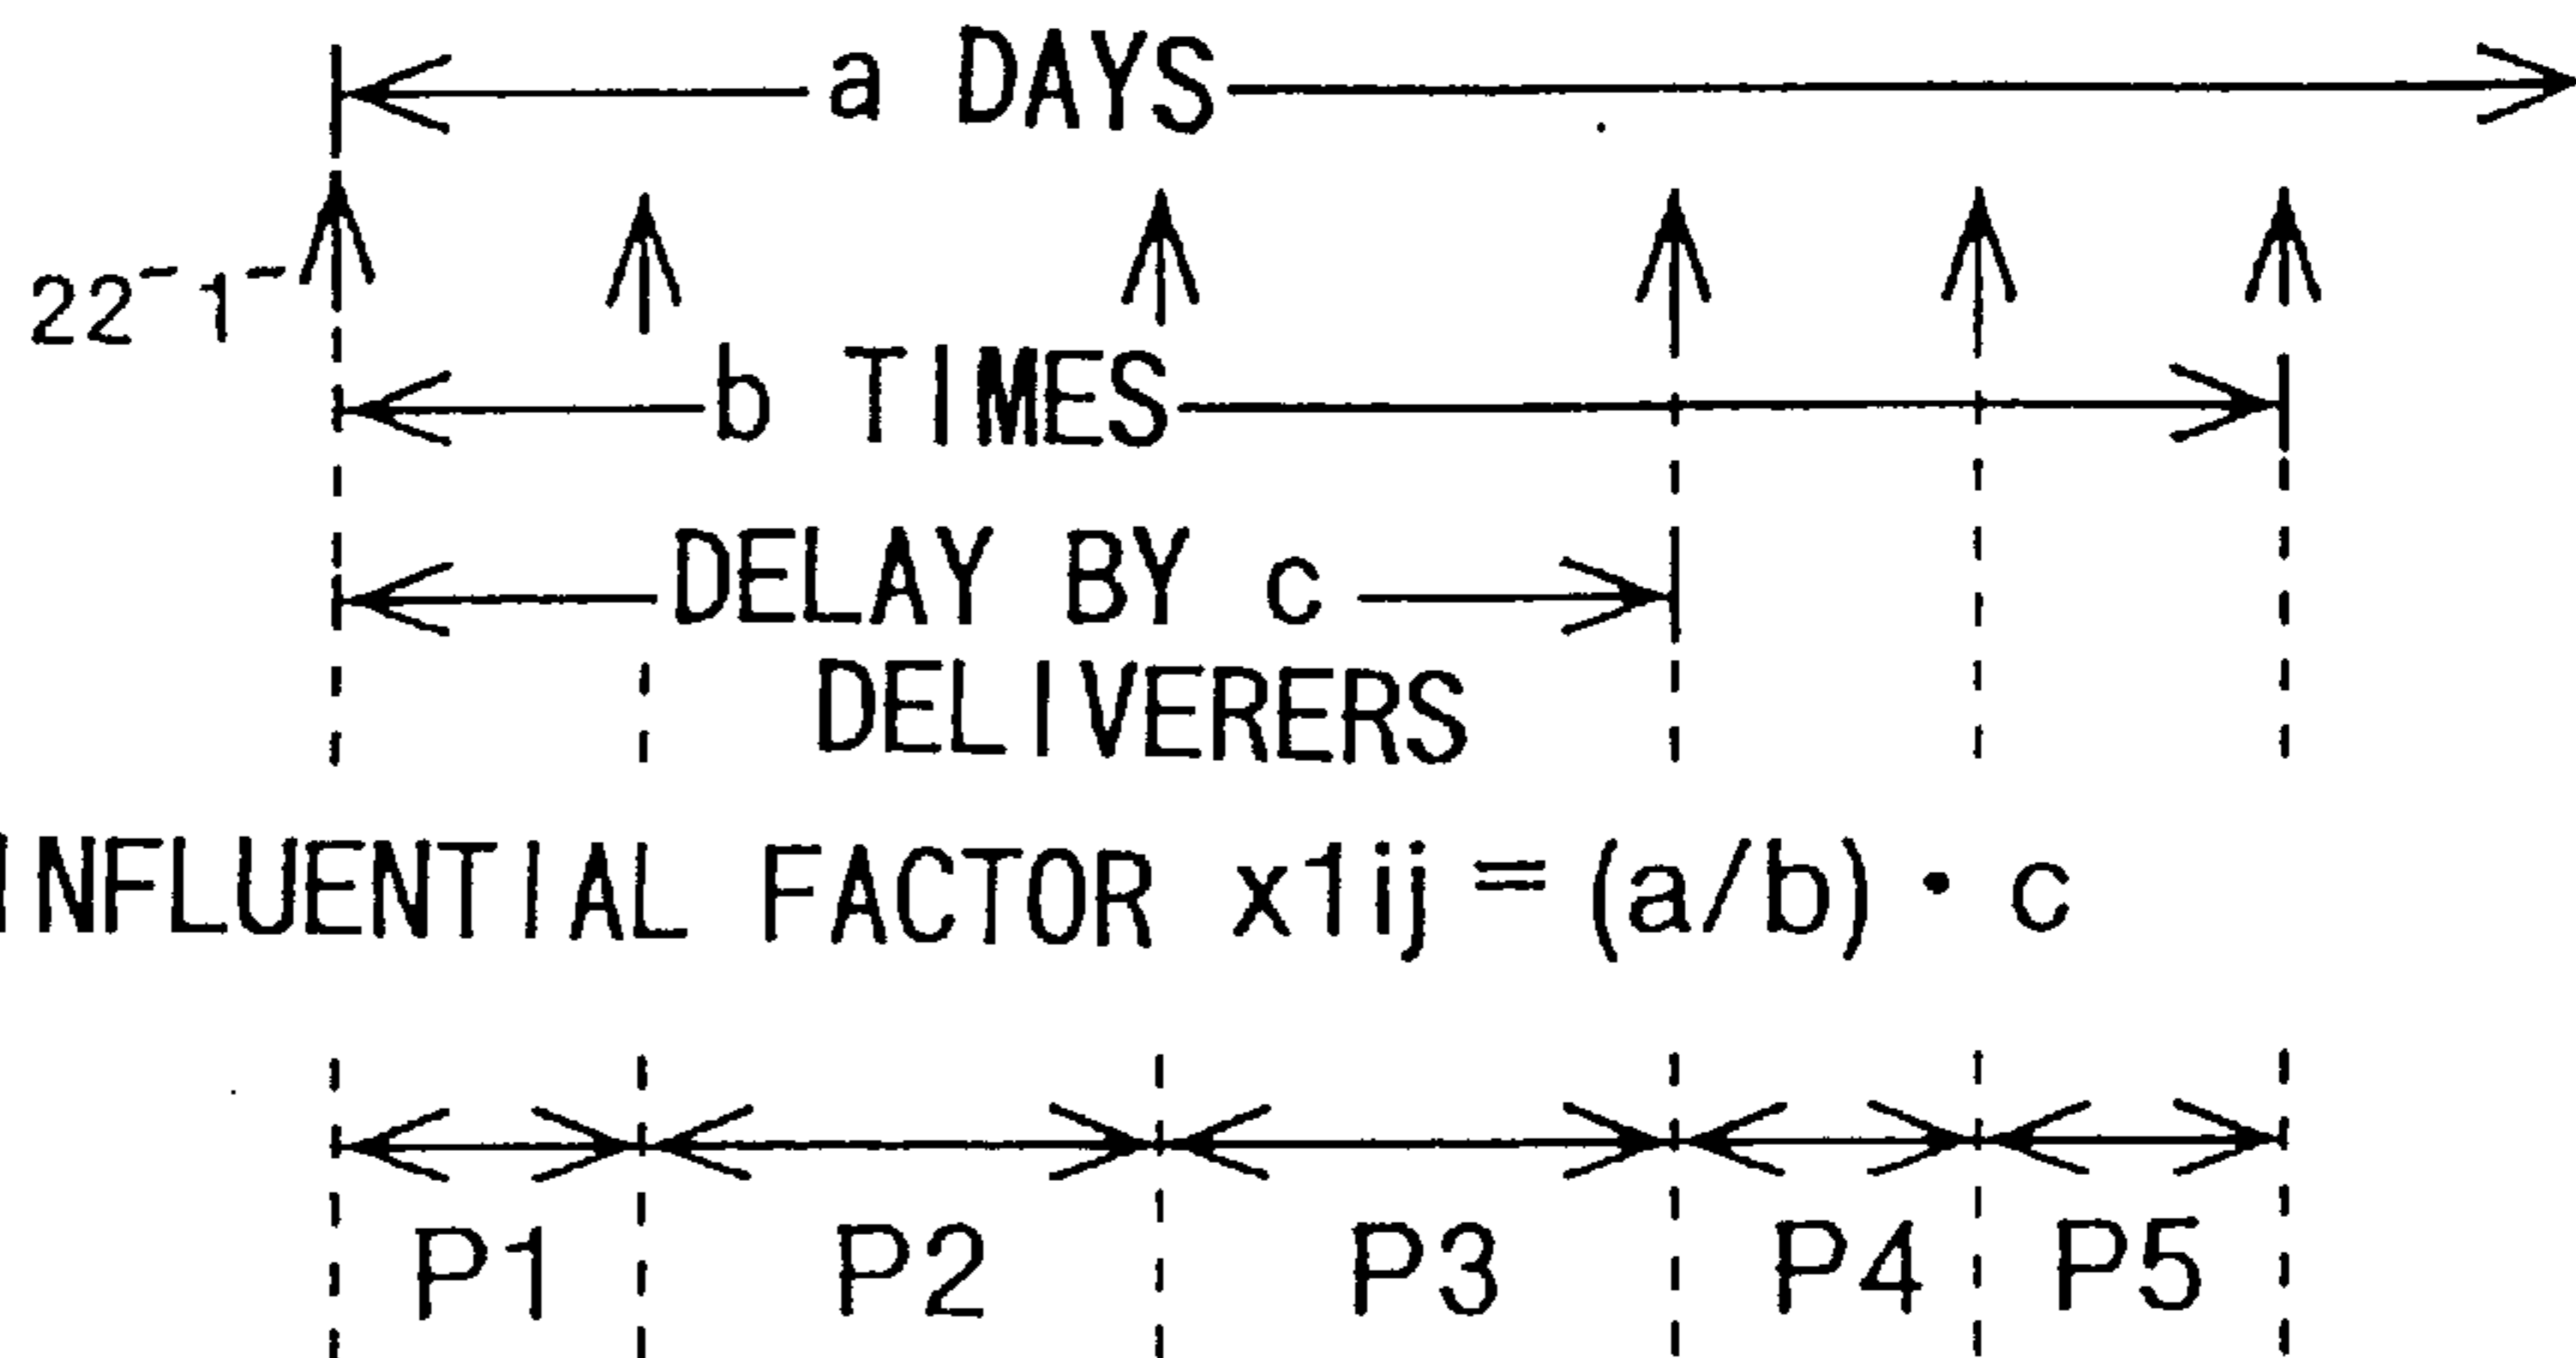 a DAYS
22-1-
b TIMES
DELAY BY c
DELIVERERS
INFLUENTIAL FACTOR x1ij = (a/b) · c
P1 P2 P3 P4 P5